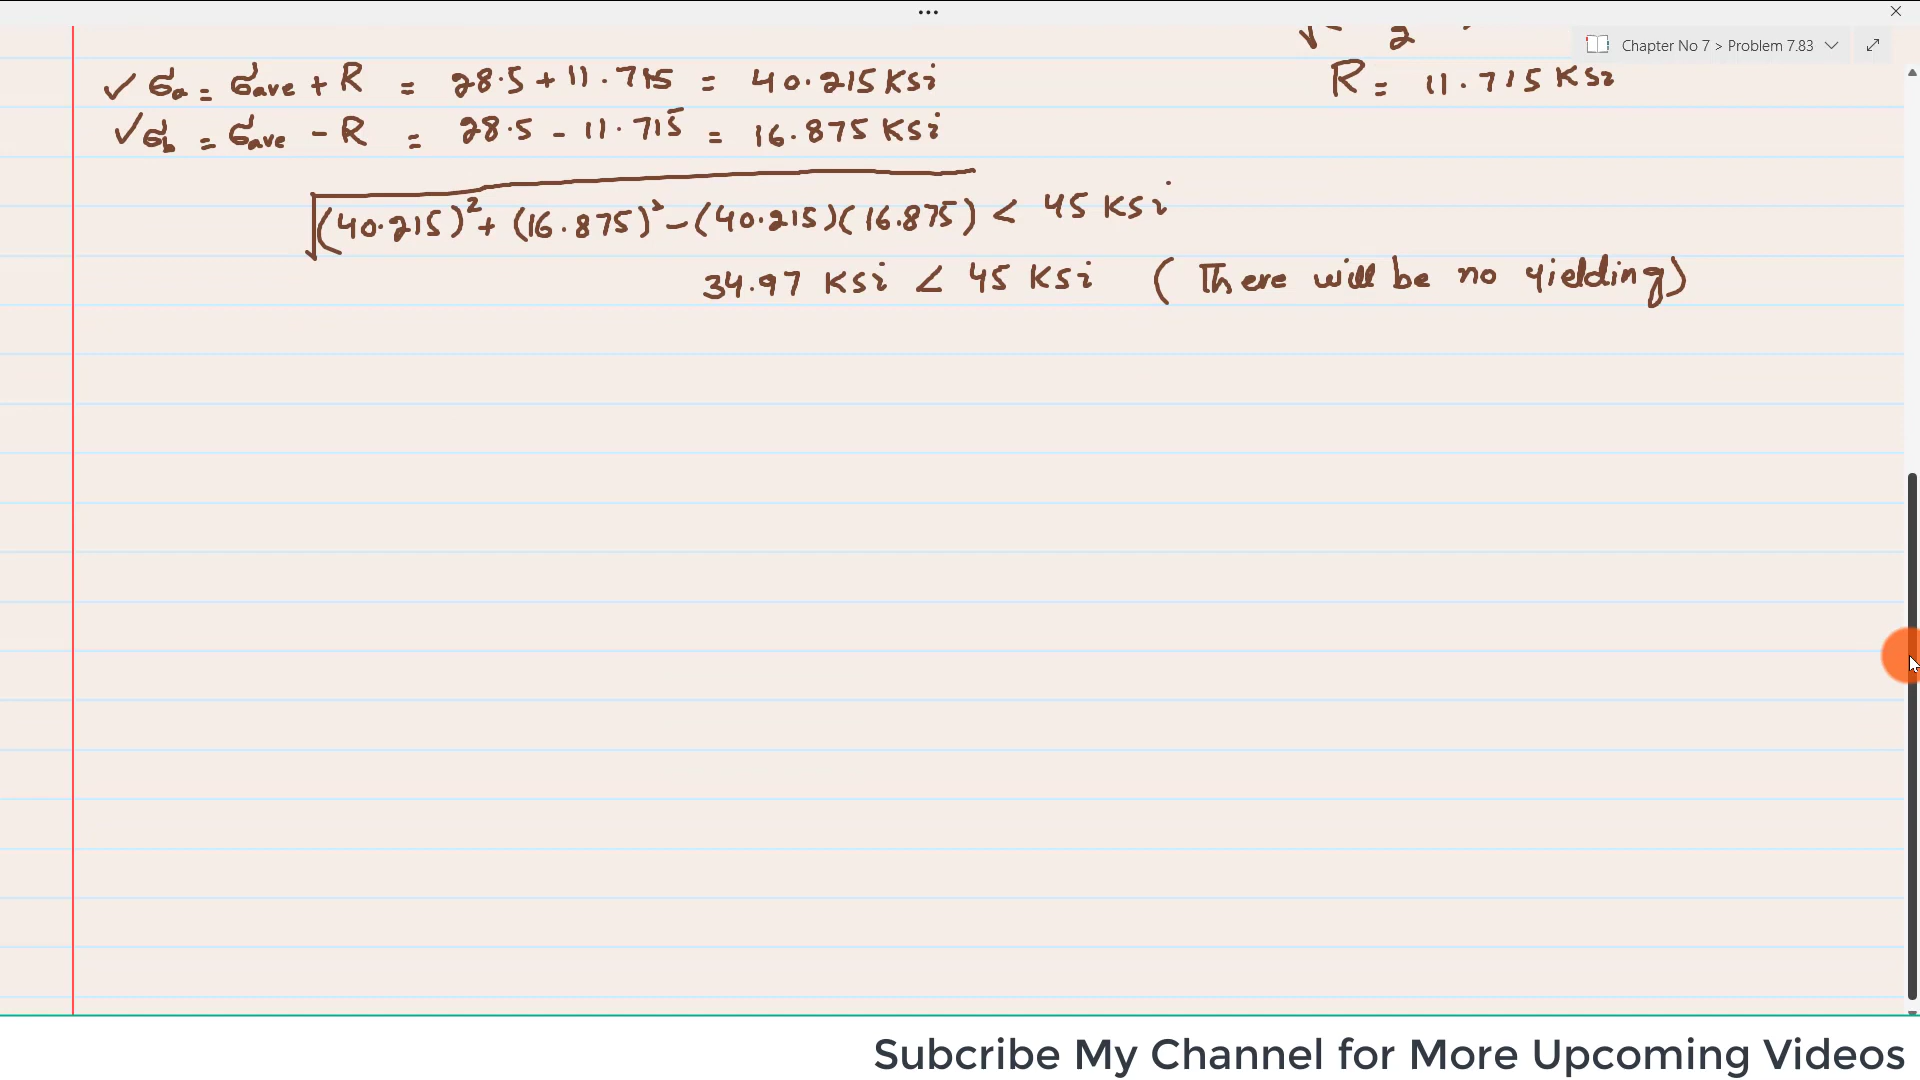 ...
Chapter No 7 > Problem 7.83
√ 2
✓ σa = σave + R = 28.5 + 11.715 = 40.215 Ksi
R = 11.715 Ksi
✓ σb = σave - R = 28.5 - 11.715 = 16.875 Ksi
√(40.215)² + (16.875)² - (40.215)(16.875) < 45 Ksi
34.97 Ksi < 45 Ksi ( There will be no yielding)
Subcribe My Channel for More Upcoming Videos